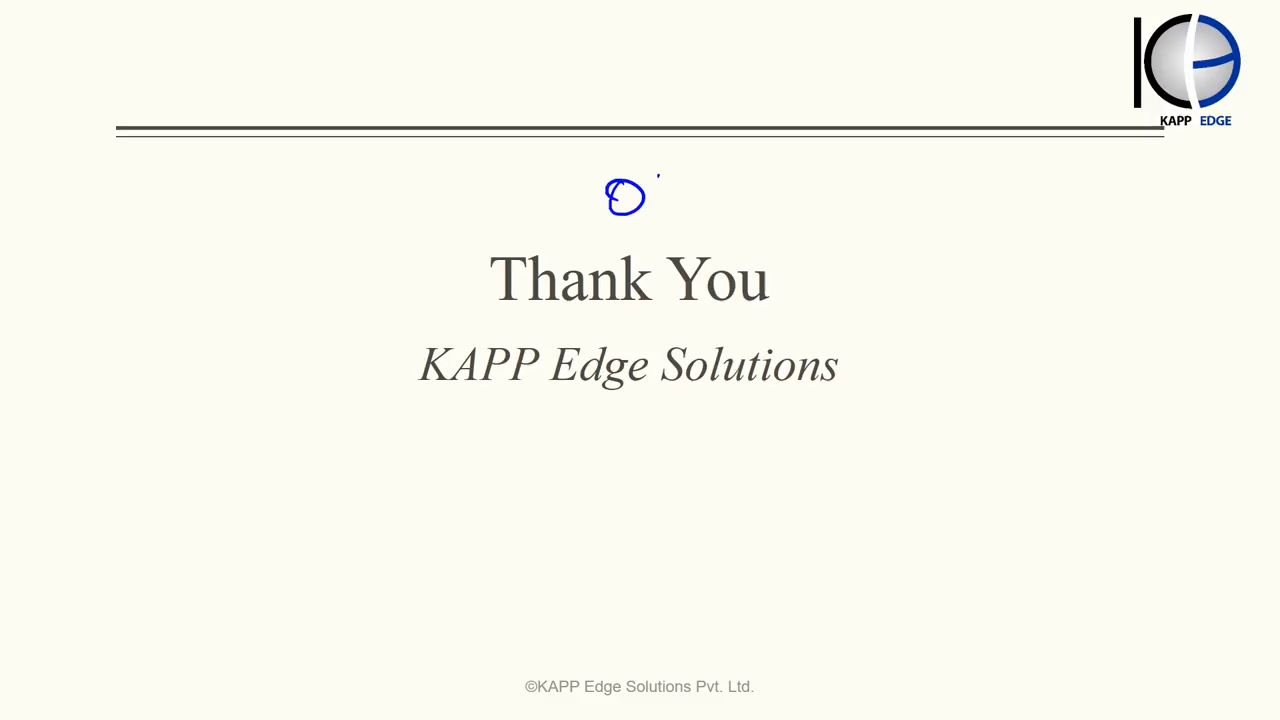 KAPP EDGE
Thank You
KAPP Edge Solutions
©KAPP Edge Solutions Pvt. Ltd.